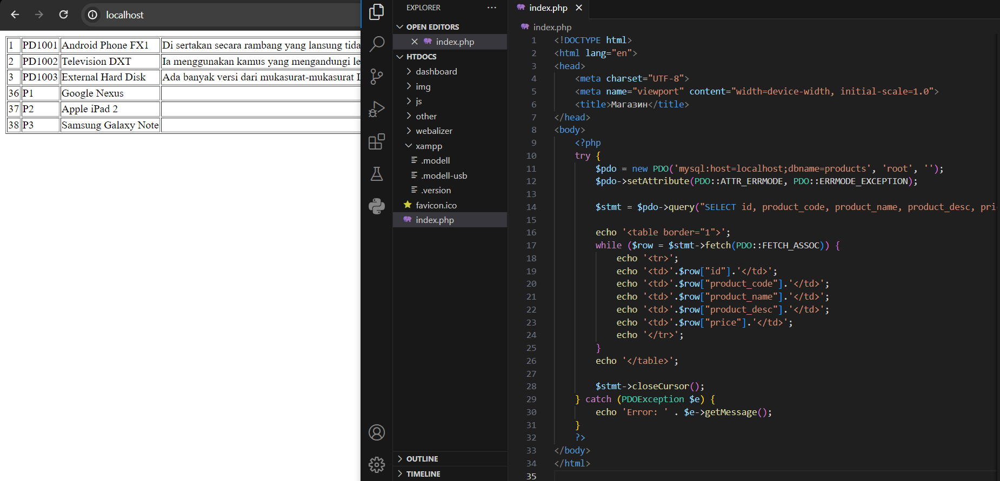 localhost
1 PD1001 Android Phone FX1 Di sertakan secara rambang yang lansung tida
2 PD1002 Television DXT Ia menggunakan kamus yang mengandungi le
3 PD1003 External Hard Disk Ada banyak versi dari mukasurat-mukasurat
36 P1 Google Nexus
37 P2 Apple iPad 2
38 P3 Samsung Galaxy Note
EXPLORER ...
OPEN EDITORS
index.php
HTDOCS
dashboard
img
js
other
webalizer
xampp
.modell
.modell-usb
.version
favicon.ico
index.php
OUTLINE
TIMELINE
index.php
index.php
1 <!DOCTYPE html>
2 <html lang="en">
3 <head>
4 <meta charset="UTF-8">
5 <meta name="viewport" content="width=device-width, initial-scale=1.0">
6 <title>Магазин</title>
7 </head>
8 <body>
9 <?php
10 try {
11 $pdo = new PDO('mysql:host=localhost;dbname=products', 'root', '');
12 $pdo->setAttribute(PDO::ATTR_ERRMODE, PDO::ERRMODE_EXCEPTION);
13
14 $stmt = $pdo->query("SELECT id, product_code, product_name, product_desc, pri
15
16 echo '<table border="1">';
17 while ($row = $stmt->fetch(PDO::FETCH_ASSOC)) {
18 echo '<tr>';
19 echo '<td>'.$row["id"].'</td>';
20 echo '<td>'.$row["product_code"].'</td>';
21 echo '<td>'.$row["product_name"].'</td>';
22 echo '<td>'.$row["product_desc"].'</td>';
23 echo '<td>'.$row["price"].'</td>';
24 echo '</tr>';
25 }
26 echo '</table>';
27
28 $stmt->closeCursor();
29 } catch (PDOException $e) {
30 echo 'Error: ' . $e->getMessage();
31 }
32 ?>
33 </body>
34 </html>
35